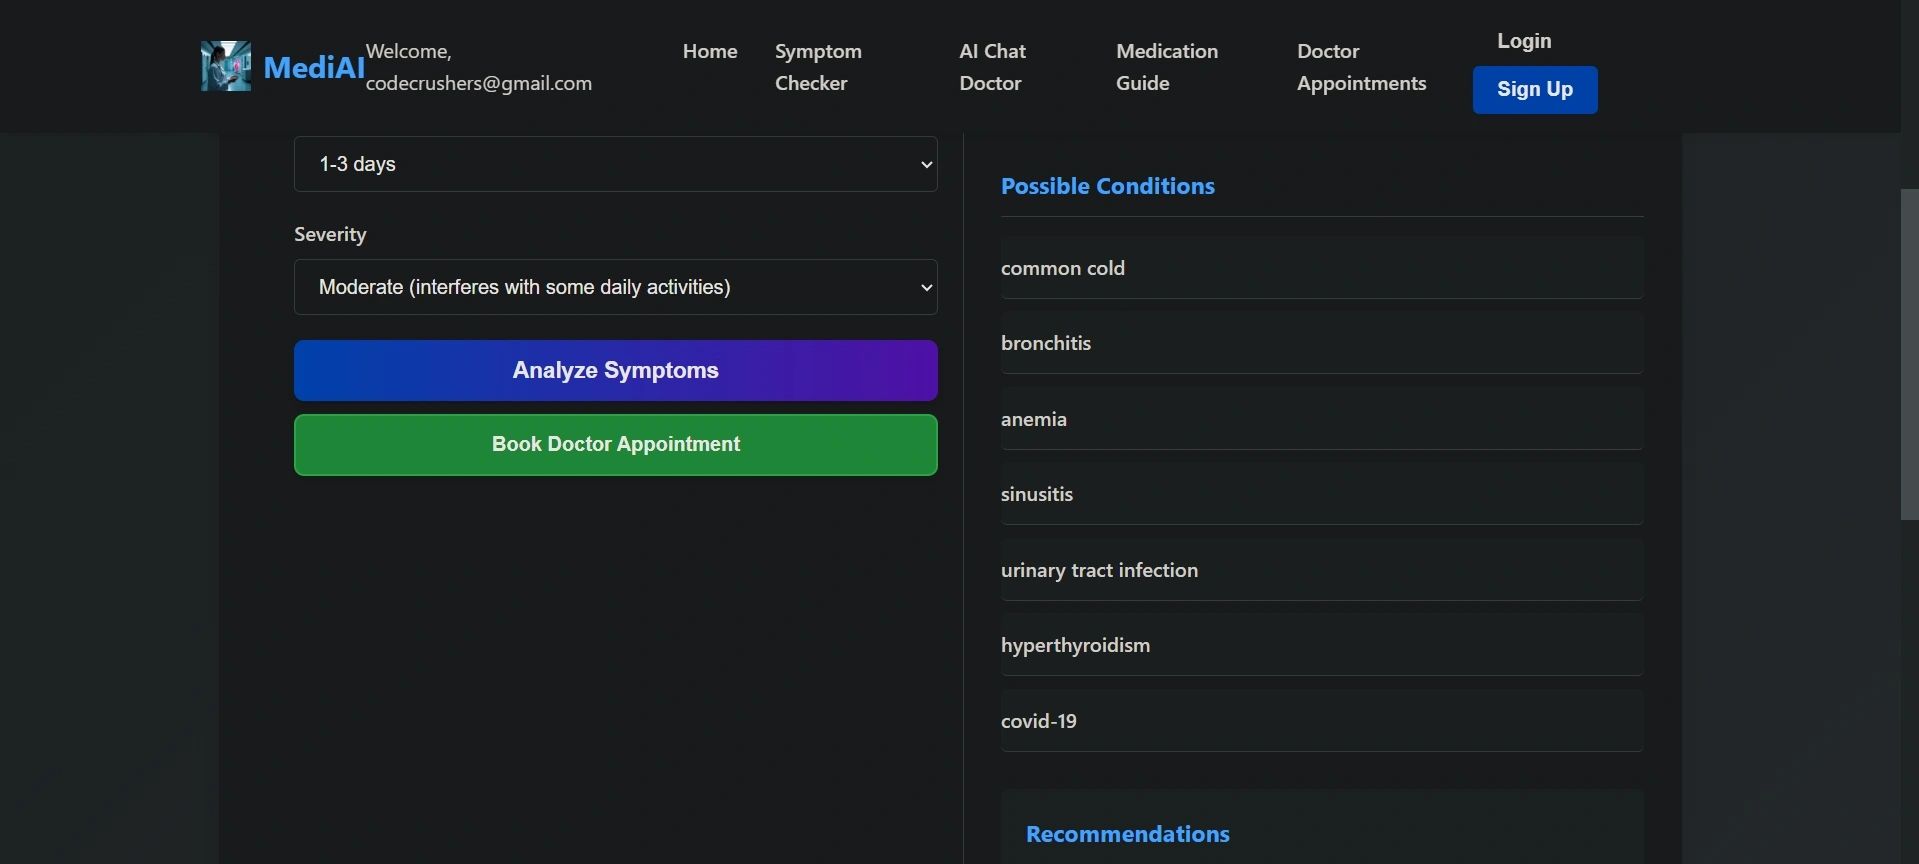 MediAI
Welcome,
codecrushers@gmail.com
Home
Symptom
Checker
AI Chat
Doctor
Medication
Guide
Doctor
Appointments
Login
Sign Up
1-3 days
Severity
Moderate (interferes with some daily activities)
Analyze Symptoms
Book Doctor Appointment
Possible Conditions
common cold
bronchitis
anemia
sinusitis
urinary tract infection
hyperthyroidism
covid-19
Recommendations